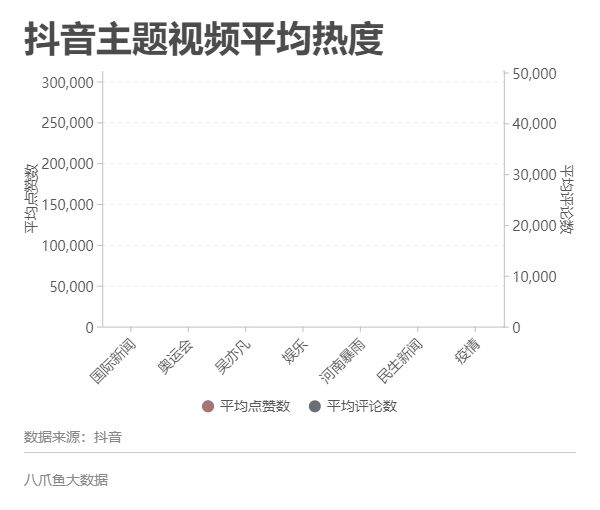 抖音主题视频平均热度
平均点赞数
300,000
250,000
200,000
150,000
100,000
50,000
0
50,000
40,000
30,000
20,000
10,000
0
平均评论数
国际新闻
奥运会
吴亦凡
娱乐
河南暴雨
民生新闻
疫情
平均点赞数 平均评论数
数据来源：抖音
八爪鱼大数据